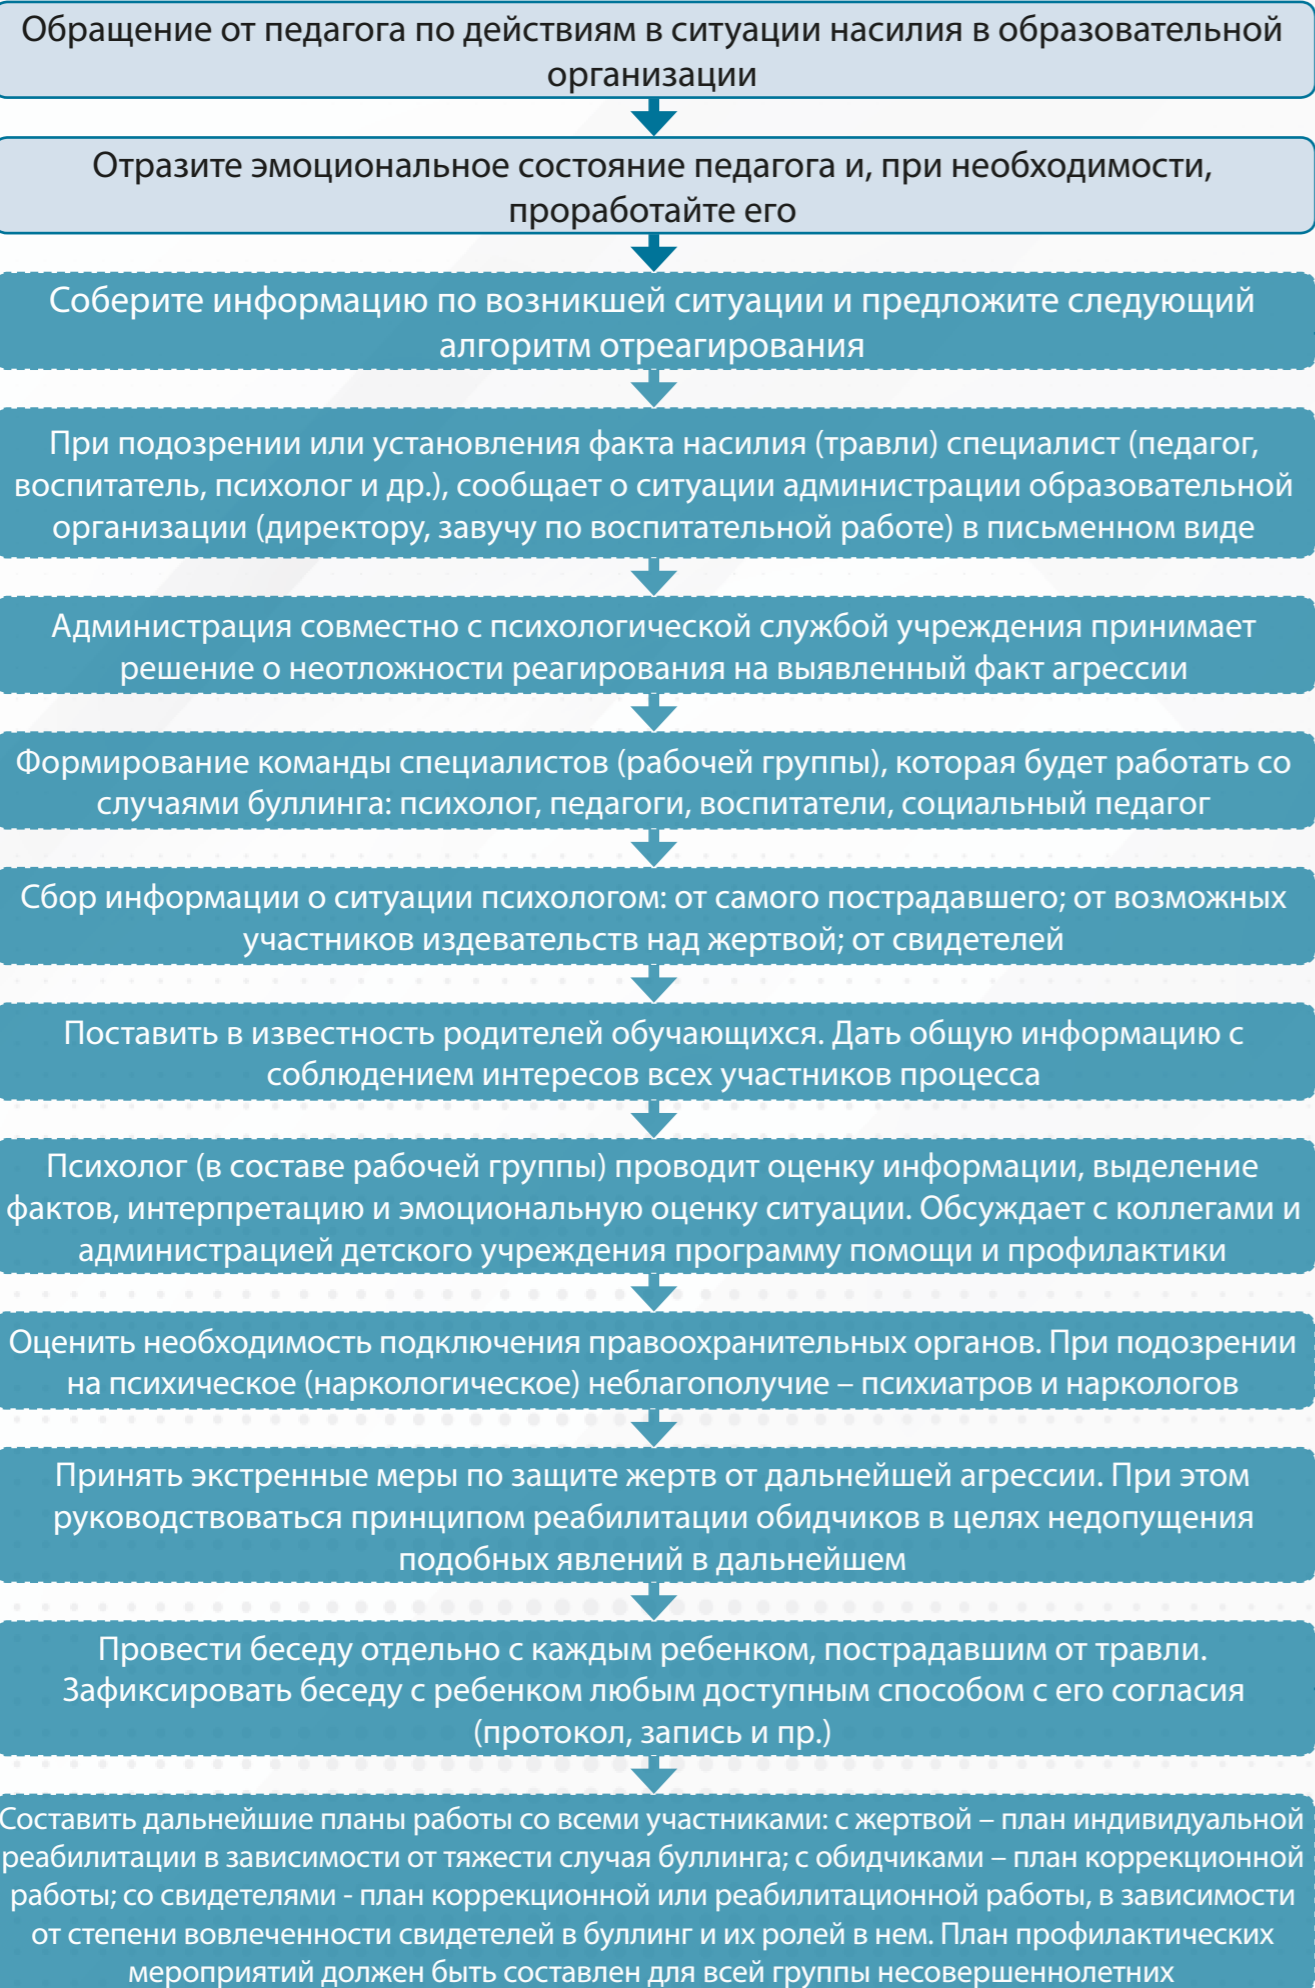 Обращение от педагога по действиям в ситуации насилия в образовательной
организации
Отразите эмоциональное состояние педагога и, при необходимости,
проработайте его
Соберите информацию по возникшей ситуации и предложите следующий
алгоритм отреагирования
При подозрении или установления факта насилия (травли) специалист (педагог,
воспитатель, психолог и др.), сообщает о ситуации администрации образовательной
организации (директору, завучу по воспитательной работе) в письменном виде
Администрация совместно с психологической службой учреждения принимает
решение о неотложности реагирования на выявленный факт агрессии
Формирование команды специалистов (рабочей группы), которая будет работать со
случаями буллинга: психолог, педагоги, воспитатели, социальный педагог
Сбор информации о ситуации психологом: от самого пострадавшего; от возможных
участников издевательств над жертвой; от свидетелей
Поставить в известность родителей обучающихся. Дать общую информацию с
соблюдением интересов всех участников процесса
Психолог (в составе рабочей группы) проводит оценку информации, выделение
фактов, интерпретацию и эмоциональную оценку ситуации. Обсуждает с коллегами и
администрацией детского учреждения программу помощи и профилактики
Оценить необходимость подключения правоохранительных органов. При подозрении
на психическое (наркологическое) неблагополучие – психиатров и наркологов
Принять экстренные меры по защите жертв от дальнейшей агрессии. При этом
руководствоваться принципом реабилитации обидчиков в целях недопущения
подобных явлений в дальнейшем
Провести беседу отдельно с каждым ребенком, пострадавшим от травли.
Зафиксировать беседу с ребенком любым доступным способом с его согласия
(протокол, запись и пр.)
Составить дальнейшие планы работы со всеми участниками: с жертвой – план индивидуальной
реабилитации в зависимости от тяжести случая буллинга; с обидчиками – план коррекционной
работы; со свидетелями - план коррекционной или реабилитационной работы, в зависимости
от степени вовлеченности свидетелей в буллинг и их ролей в нем. План профилактических
мероприятий должен быть составлен для всей группы несовершеннолетних